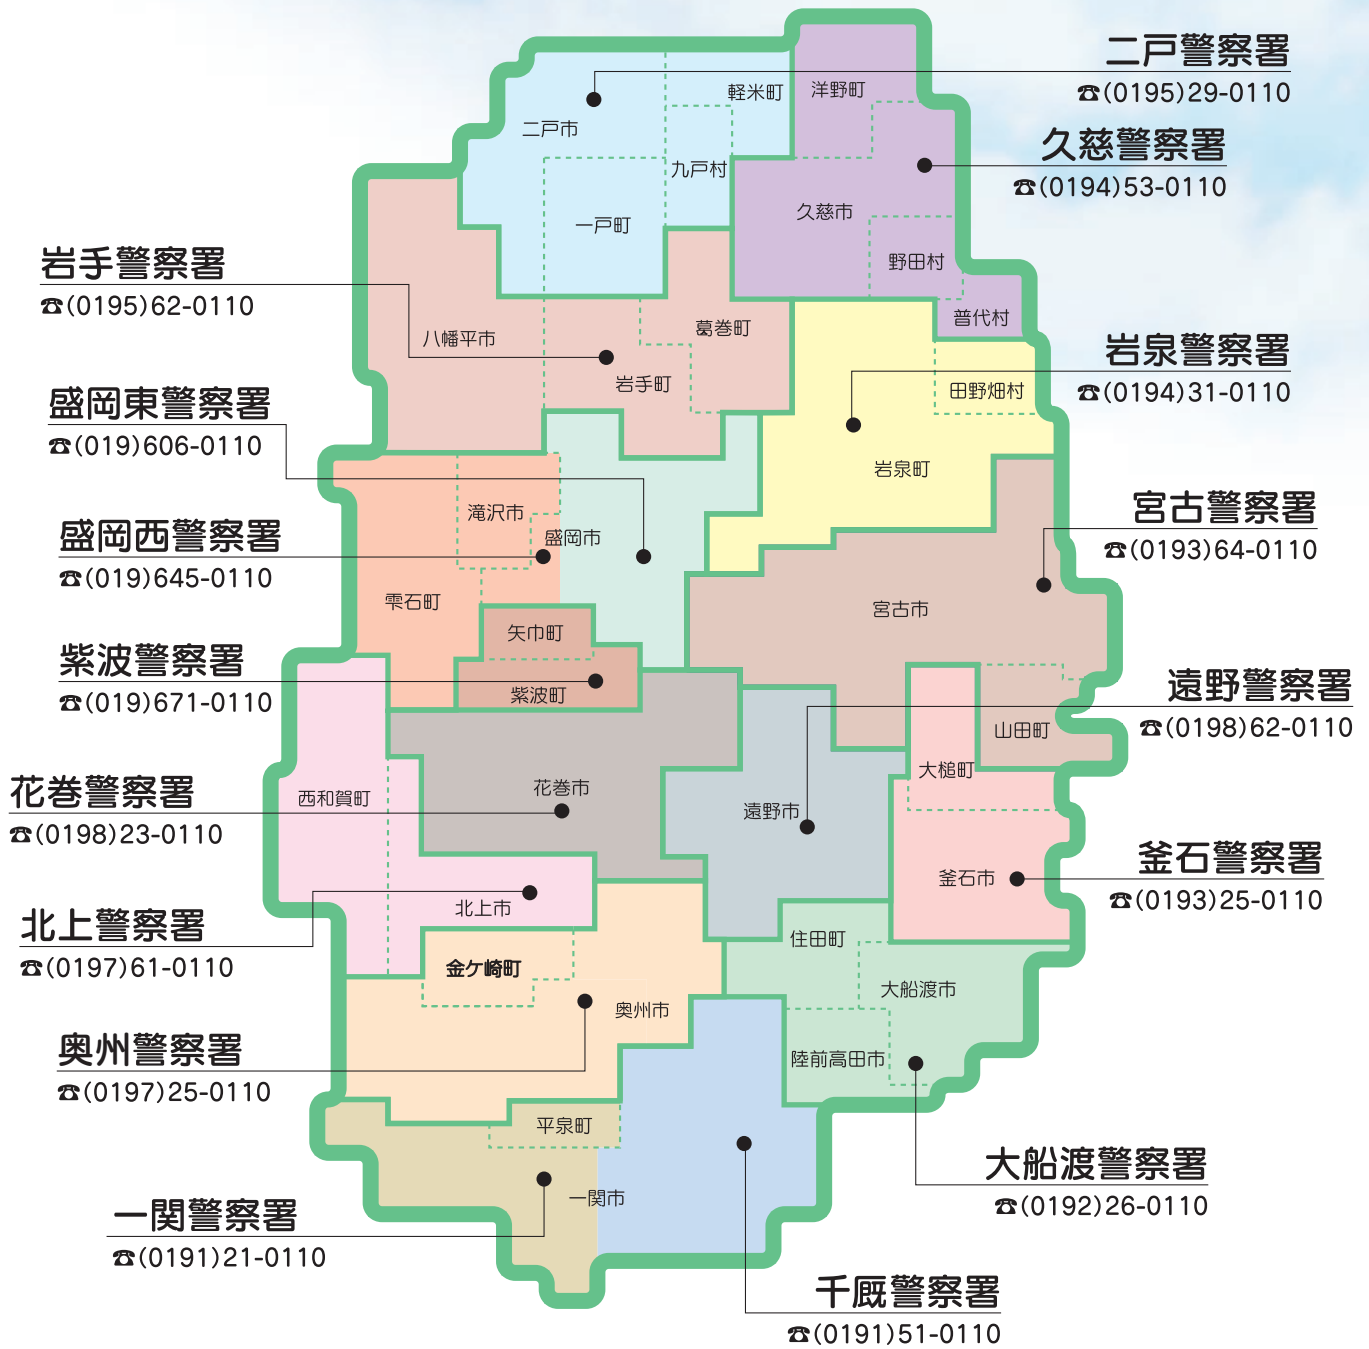 二戸警察署
☎(0195)29-0110
久慈警察署
☎(0194)53-0110
岩手警察署
☎(0195)62-0110
岩泉警察署
☎(0194)31-0110
盛岡東警察署
☎(019)606-0110
宮古警察署
☎(0193)64-0110
盛岡西警察署
☎(019)645-0110
紫波警察署
☎(019)671-0110
遠野警察署
☎(0198)62-0110
花巻警察署
☎(0198)23-0110
釜石警察署
☎(0193)25-0110
北上警察署
☎(0197)61-0110
奥州警察署
☎(0197)25-0110
大船渡警察署
☎(0192)26-0110
一関警察署
☎(0191)21-0110
千厩警察署
☎(0191)51-0110
軽米町
洋野町
二戸市
九戸村
久慈市
一戸町
野田村
普代村
葛巻町
八幡平市
岩手町
田野畑村
岩泉町
滝沢市
盛岡市
雫石町
宮古市
矢巾町
紫波町
山田町
大槌町
花巻市
西和賀町
遠野市
釜石市
北上市
住田町
金ケ崎町
大船渡市
奥州市
陸前高田市
平泉町
一関市